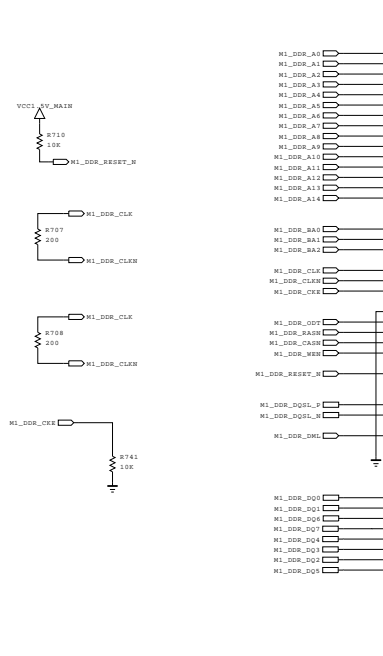 VCC1.5V_MAIN
R710
10K
M1_DDR_RESET_N
M1_DDR_CLK
R707
200
M1_DDR_CLKN
M1_DDR_CLK
R708
200
M1_DDR_CLKN
M1_DDR_CKE
R741
10K
M1_DDR_A0
M1_DDR_A1
M1_DDR_A2
M1_DDR_A3
M1_DDR_A4
M1_DDR_A5
M1_DDR_A6
M1_DDR_A7
M1_DDR_A8
M1_DDR_A9
M1_DDR_A10
M1_DDR_A11
M1_DDR_A12
M1_DDR_A13
M1_DDR_A14
M1_DDR_BA0
M1_DDR_BA1
M1_DDR_BA2
M1_DDR_CLK
M1_DDR_CLKN
M1_DDR_CKE
M1_DDR_ODT
M1_DDR_RASN
M1_DDR_CASN
M1_DDR_WEN
M1_DDR_RESET_N
M1_DDR_DQSL_P
M1_DDR_DQSL_N
M1_DDR_DML
M1_DDR_DQ0
M1_DDR_DQ1
M1_DDR_DQ6
M1_DDR_DQ7
M1_DDR_DQ4
M1_DDR_DQ3
M1_DDR_DQ2
M1_DDR_DQ5